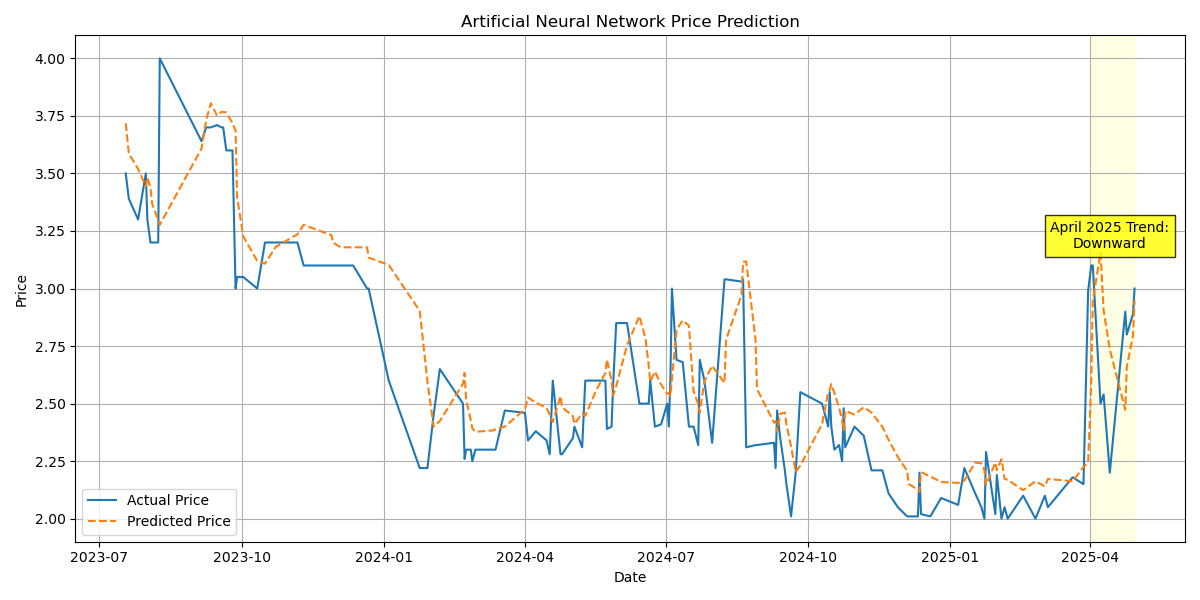 Artificial Neural Network Price Prediction
4.00
3.75
3.50
3.25
3.00
2.75
2.50
2.25
2.00
Price
April 2025 Trend:
Downward
Actual Price
Predicted Price
2023-07
2023-10
2024-01
2024-04
2024-07
2024-10
2025-01
2025-04
Date